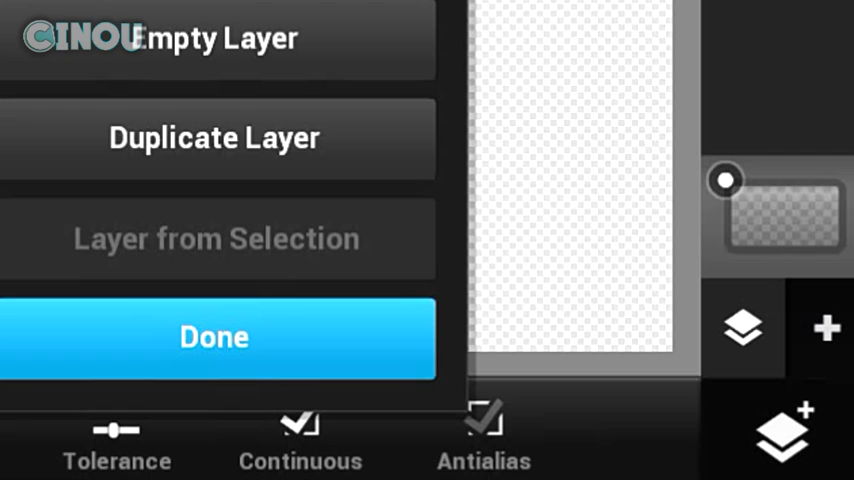 CINOU
Empty Layer
Duplicate Layer
Layer from Selection
Done
Tolerance
Continuous
Antialias